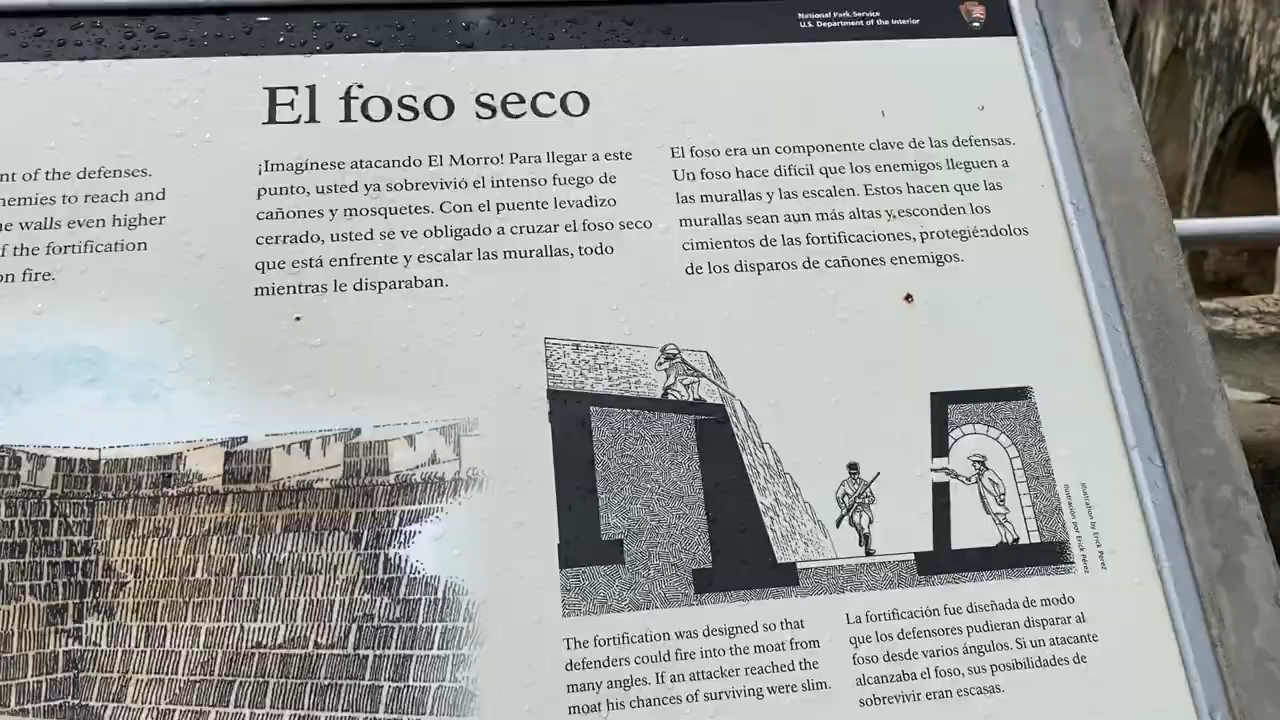 National Park Service
U.S. Department of the Interior
El foso seco
nt of the defenses.
nemies to reach and
e walls even higher
f the fortification
on fire.
¡Imagínese atacando El Morro! Para llegar a este
punto, usted ya sobrevivió el intenso fuego de
cañones y mosquetes. Con el puente levadizo
cerrado, usted se ve obligado a cruzar el foso seco
que está enfrente y escalar las murallas, todo
mientras le disparaban.
El foso era un componente clave de las defensas.
Un foso hace difícil que los enemigos lleguen a
las murallas y las escalen. Estos hacen que las
murallas sean aun más altas y esconden los
cimientos de las fortificaciones, protegiéndolos
de los disparos de cañones enemigos.
Illustration by Erick Pérez
Ilustración por Erick Pérez
The fortification was designed so that
defenders could fire into the moat from
many angles. If an attacker reached the
moat his chances of surviving were slim.
La fortificación fue diseñada de modo
que los defensores pudieran disparar al
foso desde varios ángulos. Si un atacante
alcanzaba el foso, sus posibilidades de
sobrevivir eran escasas.